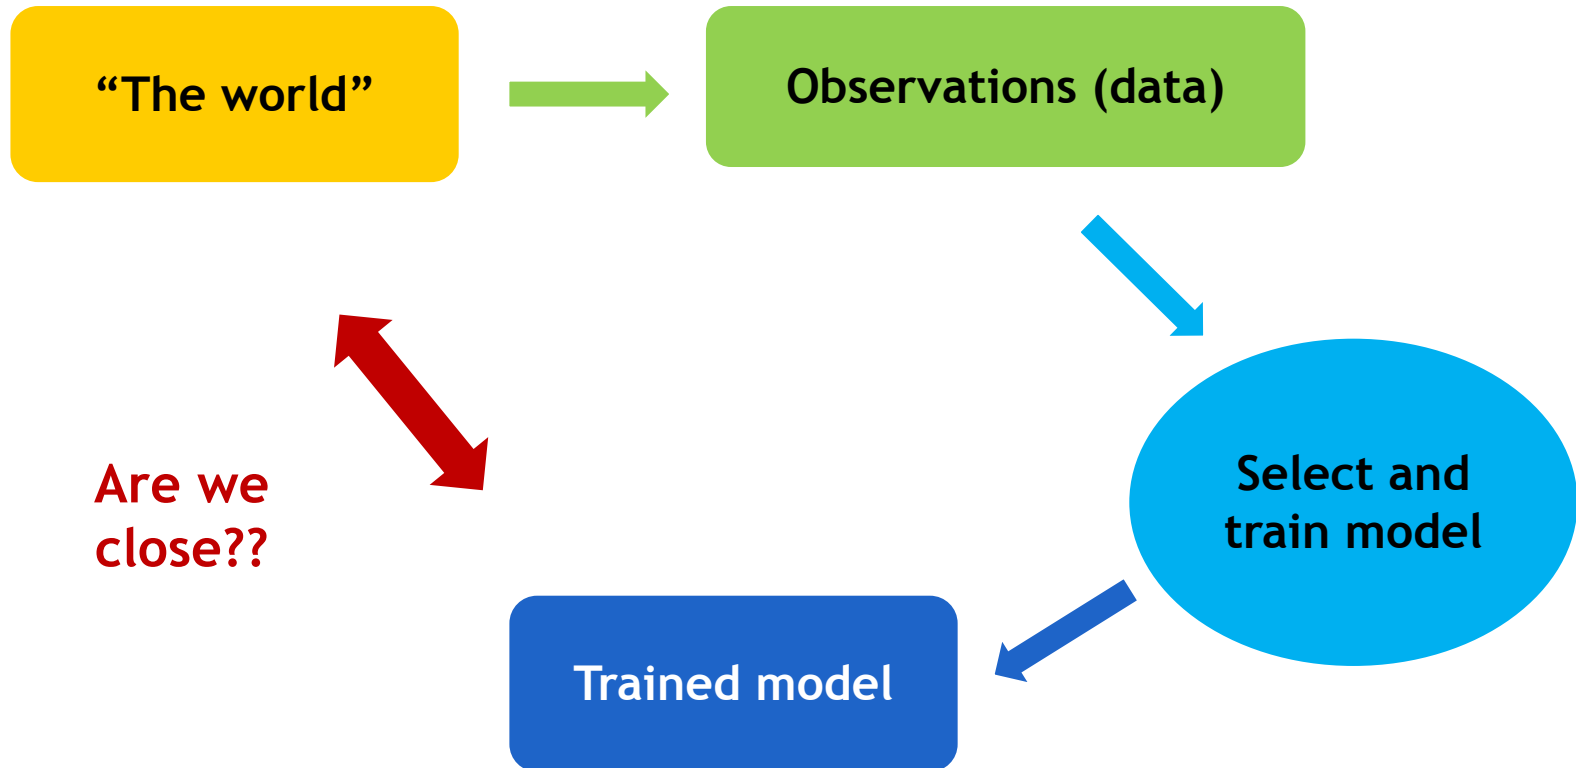 “The world”
Observations (data)
Select and
train model
Are we
close??
Trained model